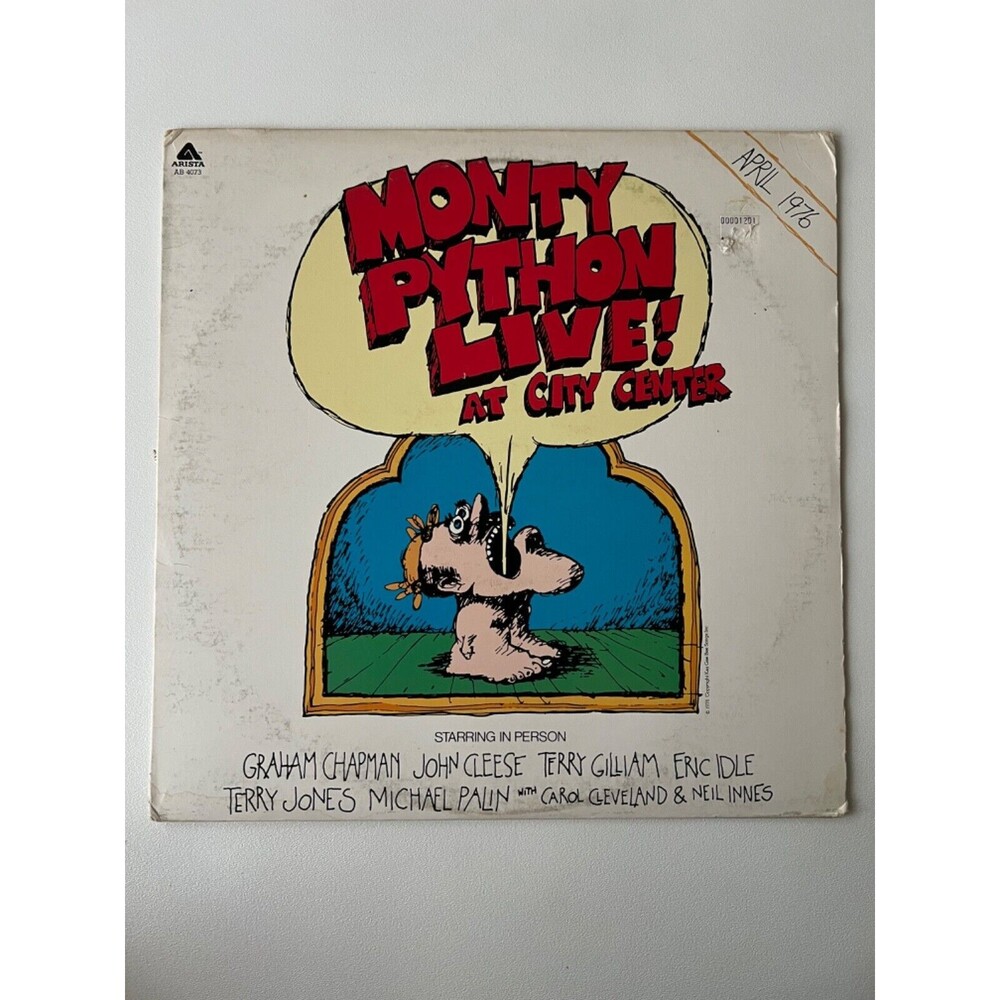 ARISTA
AB 4073
APRIL 1976
00001201
MONTY
PYTHON
LIVE!
AT CITY CENTER
STARRING IN PERSON
GRAHAM CHAPMAN JOHN CLEESE TERRY GILLIAM ERIC IDLE
TERRY JONES MICHAEL PALIN WITH CAROL CLEVELAND & NEIL INNES